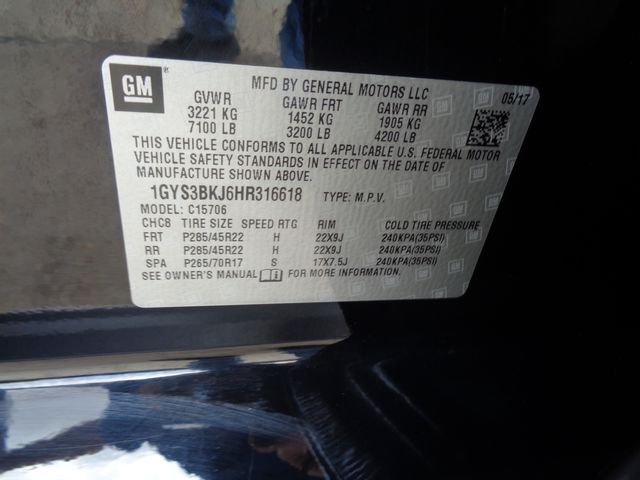 GM ®
MFD BY GENERAL MOTORS LLC
05/17
GVWR GAWR FRT GAWR RR
3221 KG 1452 KG 1905 KG
7100 LB 3200 LB 4200 LB
THIS VEHICLE CONFORMS TO ALL APPLICABLE U.S. FEDERAL MOTOR
VEHICLE SAFETY STANDARDS IN EFFECT ON THE DATE OF
MANUFACTURE SHOWN ABOVE.
1GYS3BKJ6HR316618 TYPE: M.P.V.
MODEL: C15706
CHC8 TIRE SIZE SPEED RTG RIM COLD TIRE PRESSURE
FRT P285/45R22 H 22X9J 240KPA(35PSI)
RR P285/45R22 H 22X9J 240KPA(35PSI)
SPA P265/70R17 S 17X7.5J 240KPA(35PSI)
SEE OWNER'S MANUAL i FOR MORE INFORMATION.